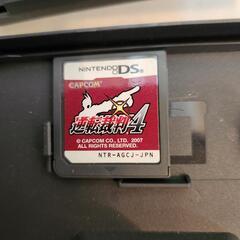 NINTENDO DS
CAPCOM
逆転裁判4
© CAPCOM CO., LTD. 2007
ALL RIGHTS RESERVED.
NTR-AGCJ-JPN